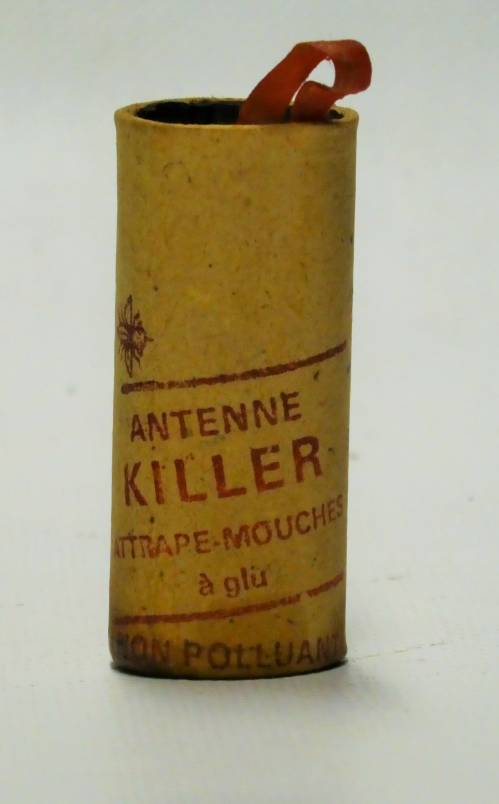 ANTENNE
KILLER
ATTRAPE-MOUCHES
à glu
NON POLLUANT